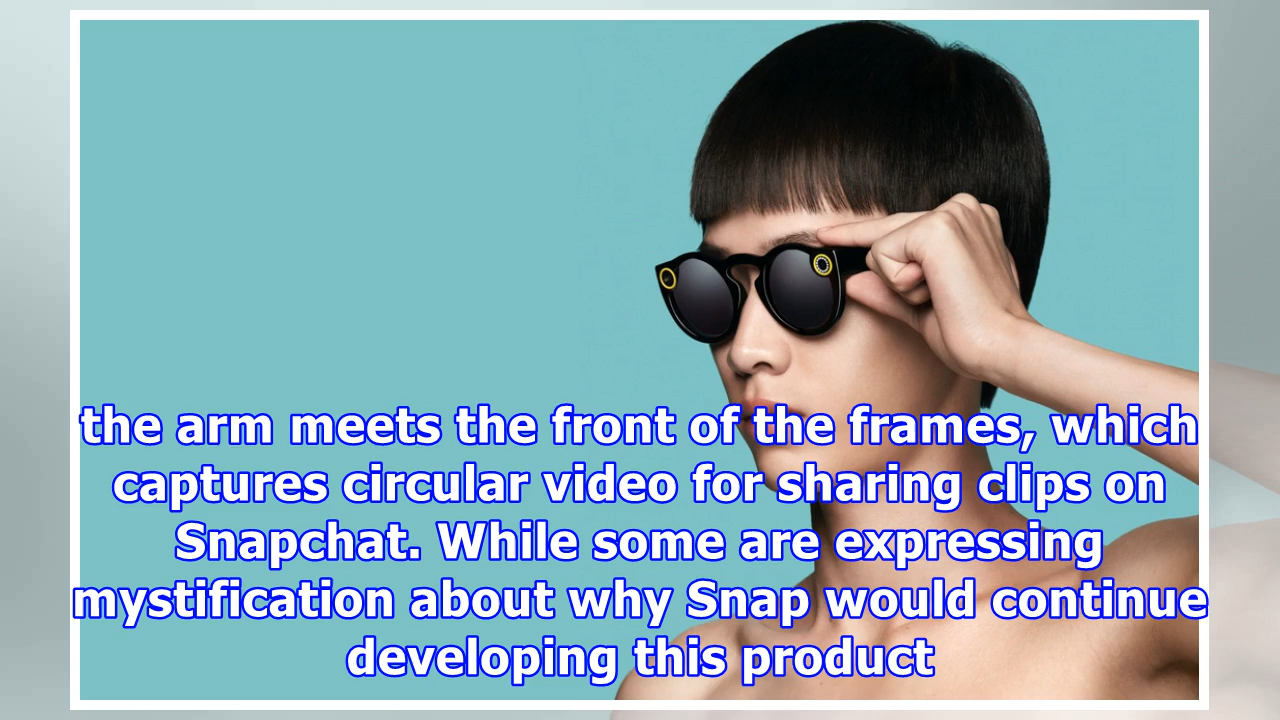 the arm meets the front of the frames, which
captures circular video for sharing clips on
Snapchat. While some are expressing
mystification about why Snap would continue
developing this product